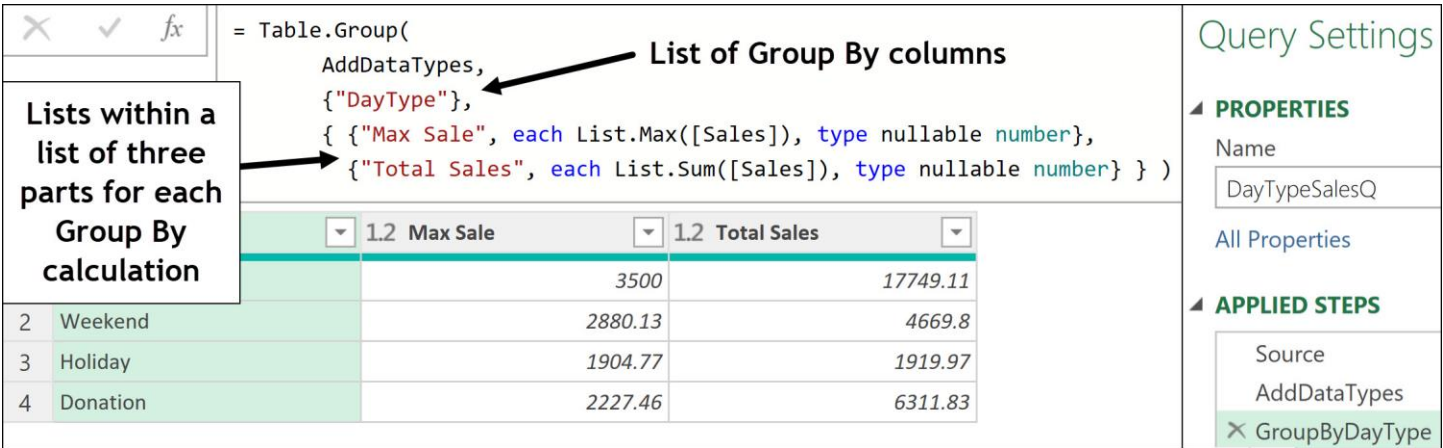 fx
= Table.Group(
AddDataTypes,
{"DayType"},
{ {"Max Sale", each List.Max([Sales]), type nullable number},
{"Total Sales", each List.Sum([Sales]), type nullable number} } )
List of Group By columns
Lists within a
list of three
parts for each
Group By
calculation
1.2 Max Sale 1.2 Total Sales
3500 17749.11
2 Weekend 2880.13 4669.8
3 Holiday 1904.77 1919.97
4 Donation 2227.46 6311.83
Query Settings
PROPERTIES
Name
DayTypeSalesQ
All Properties
APPLIED STEPS
Source
AddDataTypes
GroupByDayType